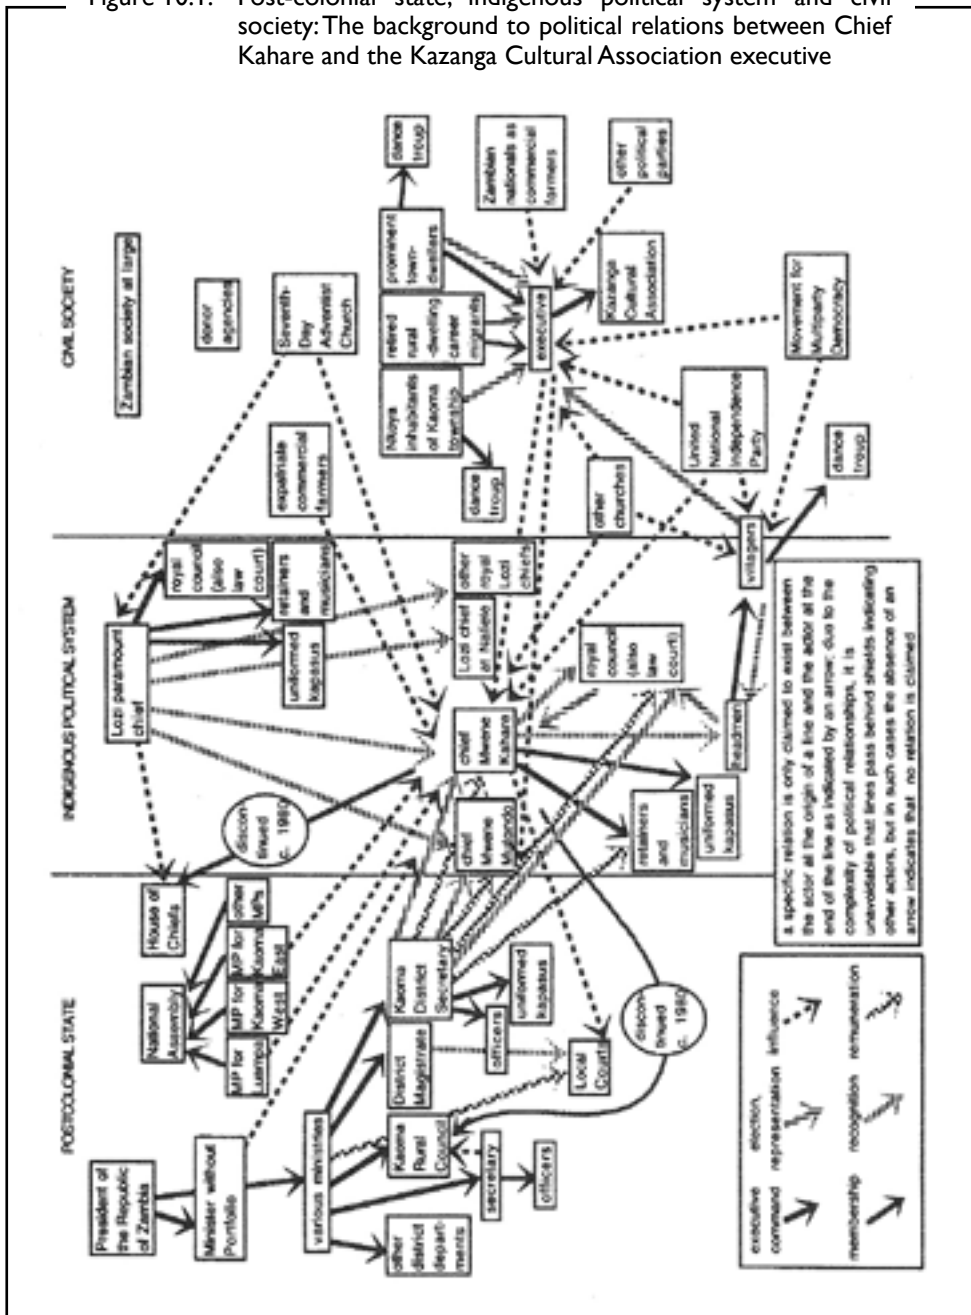 Figure 10.1: Post-colonial state, indigenous political system and civil
society: The background to political relations between Chief
Kahare and the Kazanga Cultural Association executive
POSTCOLONIAL STATE
INDIGENOUS POLITICAL SYSTEM
CIVIL SOCIETY
President of
the Republic
of Zambia
Minister without
Portfolio
various ministries
other
district
depart-
ments
National
Assembly
House of
Chiefs
MP for
Luampa
MP for
Kaoma
West
MP for
Kaoma
East
other
MPs
Kaoma
Rural
Council
District
Magistrate
Kaoma
District
Secretary
secretary
officers
officers
uniformed
kapasus
Local
Courts
discon-
tinued
c. 1980
discon-
tinued
c. 1980
Lozi paramount
chief
royal
council
(also
law
court)
retainers
and
musicians
uniformed
kapasus
Lozi chief
at Naliele
other
royal
Lozi
chiefs
chief
Mwene
Mutondo
chief
Mwene
Kahare
royal
council
(also
law
court)
retainers
and
musicians
uniformed
kapasus
headmen
villagers
Zambian society at large
donor
agencies
Seventh-
Day
Adventist
Church
expatriate
commercial
farmers
Nkoya
inhabitants
of Kaoma
township
retired
rural
-dwelling
career
migrants
prominent
town-
dwellers
dance
troup
dance
troup
dance
troup
Zambian
nationals as
commercial
farmers
other
political
parties
executive
Kazanga
Cultural
Association
other
churches
United
National
Independence
Party
Movement for
Multiparty
Democracy
executive
command
election,
representation
influence
membership
recognition
remuneration
a specific relation is only claimed to exist between
the actor at the origin of a line and the actor at the
end of the line as indicated by an arrow; due to the
complexity of political relationships, it is
unavoidable that lines pass behind shields indicating
other actors, but in such cases the absence of an
arrow indicates that no relation is claimed